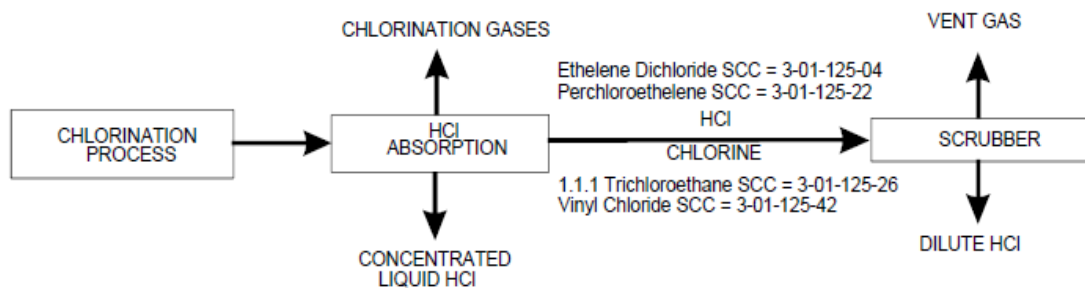 CHLORINATION GASES
VENT GAS
Ethelene Dichloride SCC = 3-01-125-04
Perchloroethelene SCC = 3-01-125-22
CHLORINATION
PROCESS
HCl
ABSORPTION
HCl
CHLORINE
SCRUBBER
1.1.1 Trichloroethane SCC = 3-01-125-26
Vinyl Chloride SCC = 3-01-125-42
CONCENTRATED
LIQUID HCl
DILUTE HCl